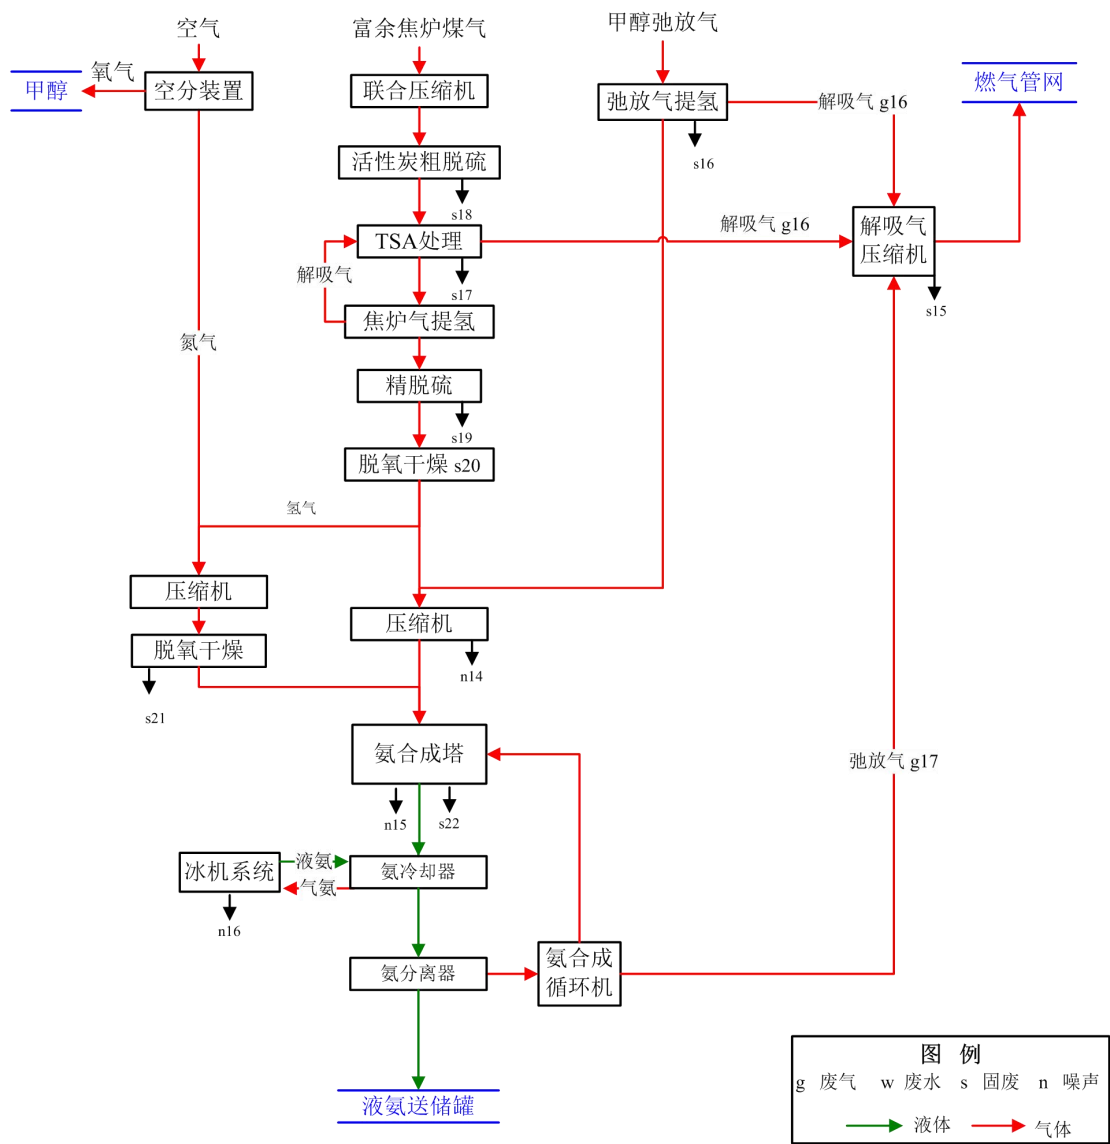 空气
富余焦炉煤气
甲醇弛放气
甲醇
氧气
空分装置
联合压缩机
弛放气提氢
解吸气 g16
燃气管网
活性炭粗脱硫
s16
s18
TSA处理
解吸气 g16
解吸气
压缩机
解吸气
s17
s15
焦炉气提氢
氮气
精脱硫
s19
脱氧干燥 s20
氢气
压缩机
压缩机
脱氧干燥
n14
s21
氨合成塔
弛放气 g17
n15
s22
冰机系统
液氨
气氨
氨冷却器
n16
氨分离器
氨合成
循环机
液氨送储罐
图 例
g 废气 w 废水 s 固废 n 噪声
液体
气体